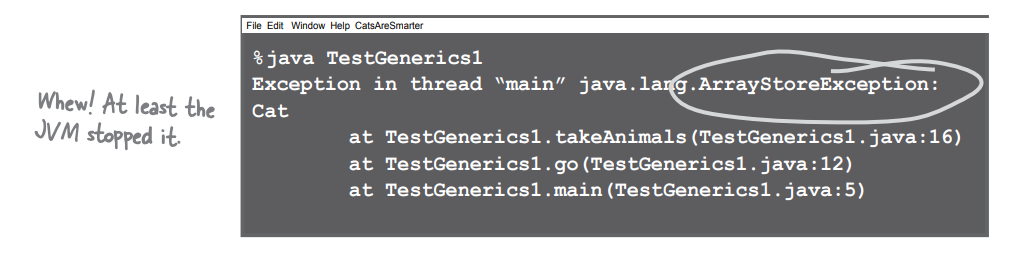 File Edit Window Help CatsAreSmarter
%java TestGenerics1
Exception in thread “main” java.lang.ArrayStoreException:
Cat
at TestGenerics1.takeAnimals(TestGenerics1.java:16)
at TestGenerics1.go(TestGenerics1.java:12)
at TestGenerics1.main(TestGenerics1.java:5)
Whew! At least the
JVM stopped it.